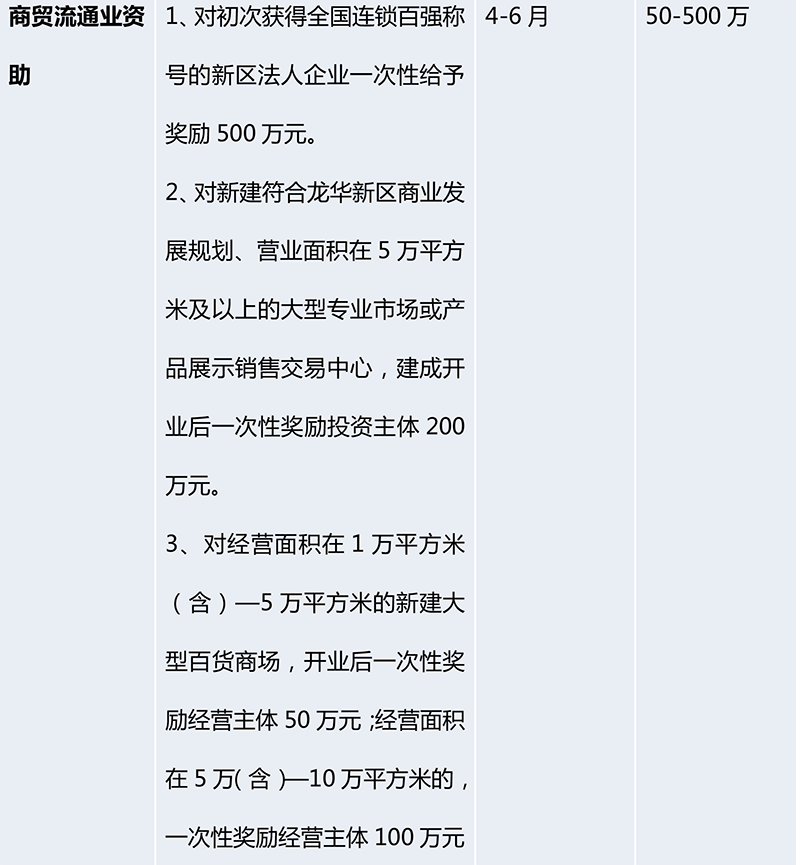 商贸流通业资
助
1、对初次获得全国连锁百强称
号的新区法人企业一次性给予
奖励 500 万元。
2、对新建符合龙华新区商业发
展规划、营业面积在 5 万平方
米及以上的大型专业市场或产
品展示销售交易中心，建成开
业后一次性奖励投资主体 200
万元。
3、对经营面积在 1 万平方米
（含）—5 万平方米的新建大
型百货商场，开业后一次性奖
励经营主体 50 万元;经营面积
在 5 万(含)—10 万平方米的，
一次性奖励经营主体 100 万元
4-6 月
50-500 万